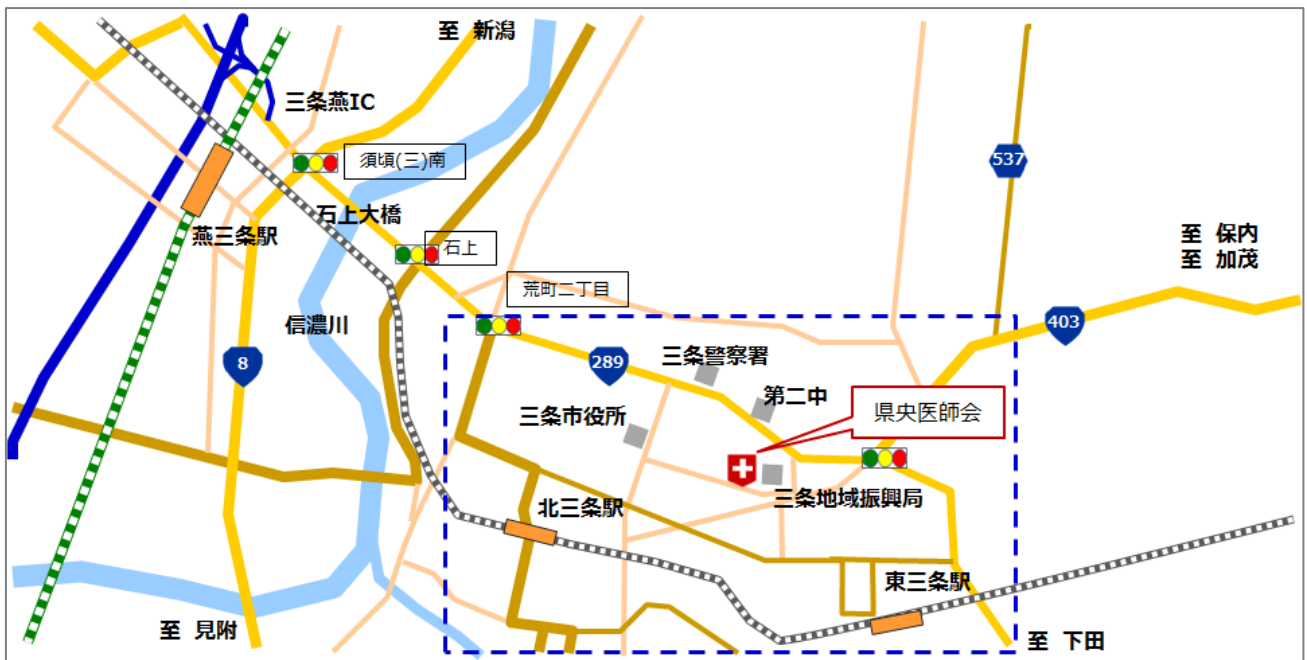 至 新潟
三条燕IC
須頃(三)南
537
石上大橋
燕三条駅
石上
至 保内
至 加茂
荒町二丁目
信濃川
403
8
289
三条警察署
第二中
県央医師会
三条市役所
三条地域振興局
北三条駅
東三条駅
至 見附
至 下田